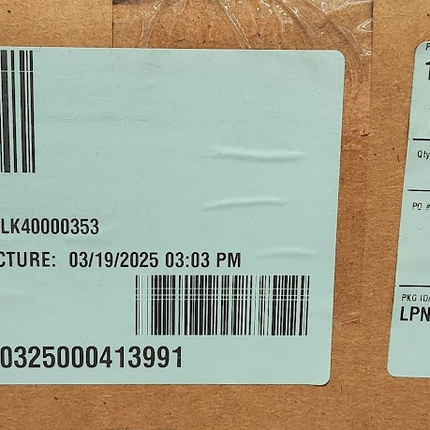 LK40000353
CTURE: 03/19/2025 03:03 PM
0325000413991
Qty
PO #
PKG ID/
LPN